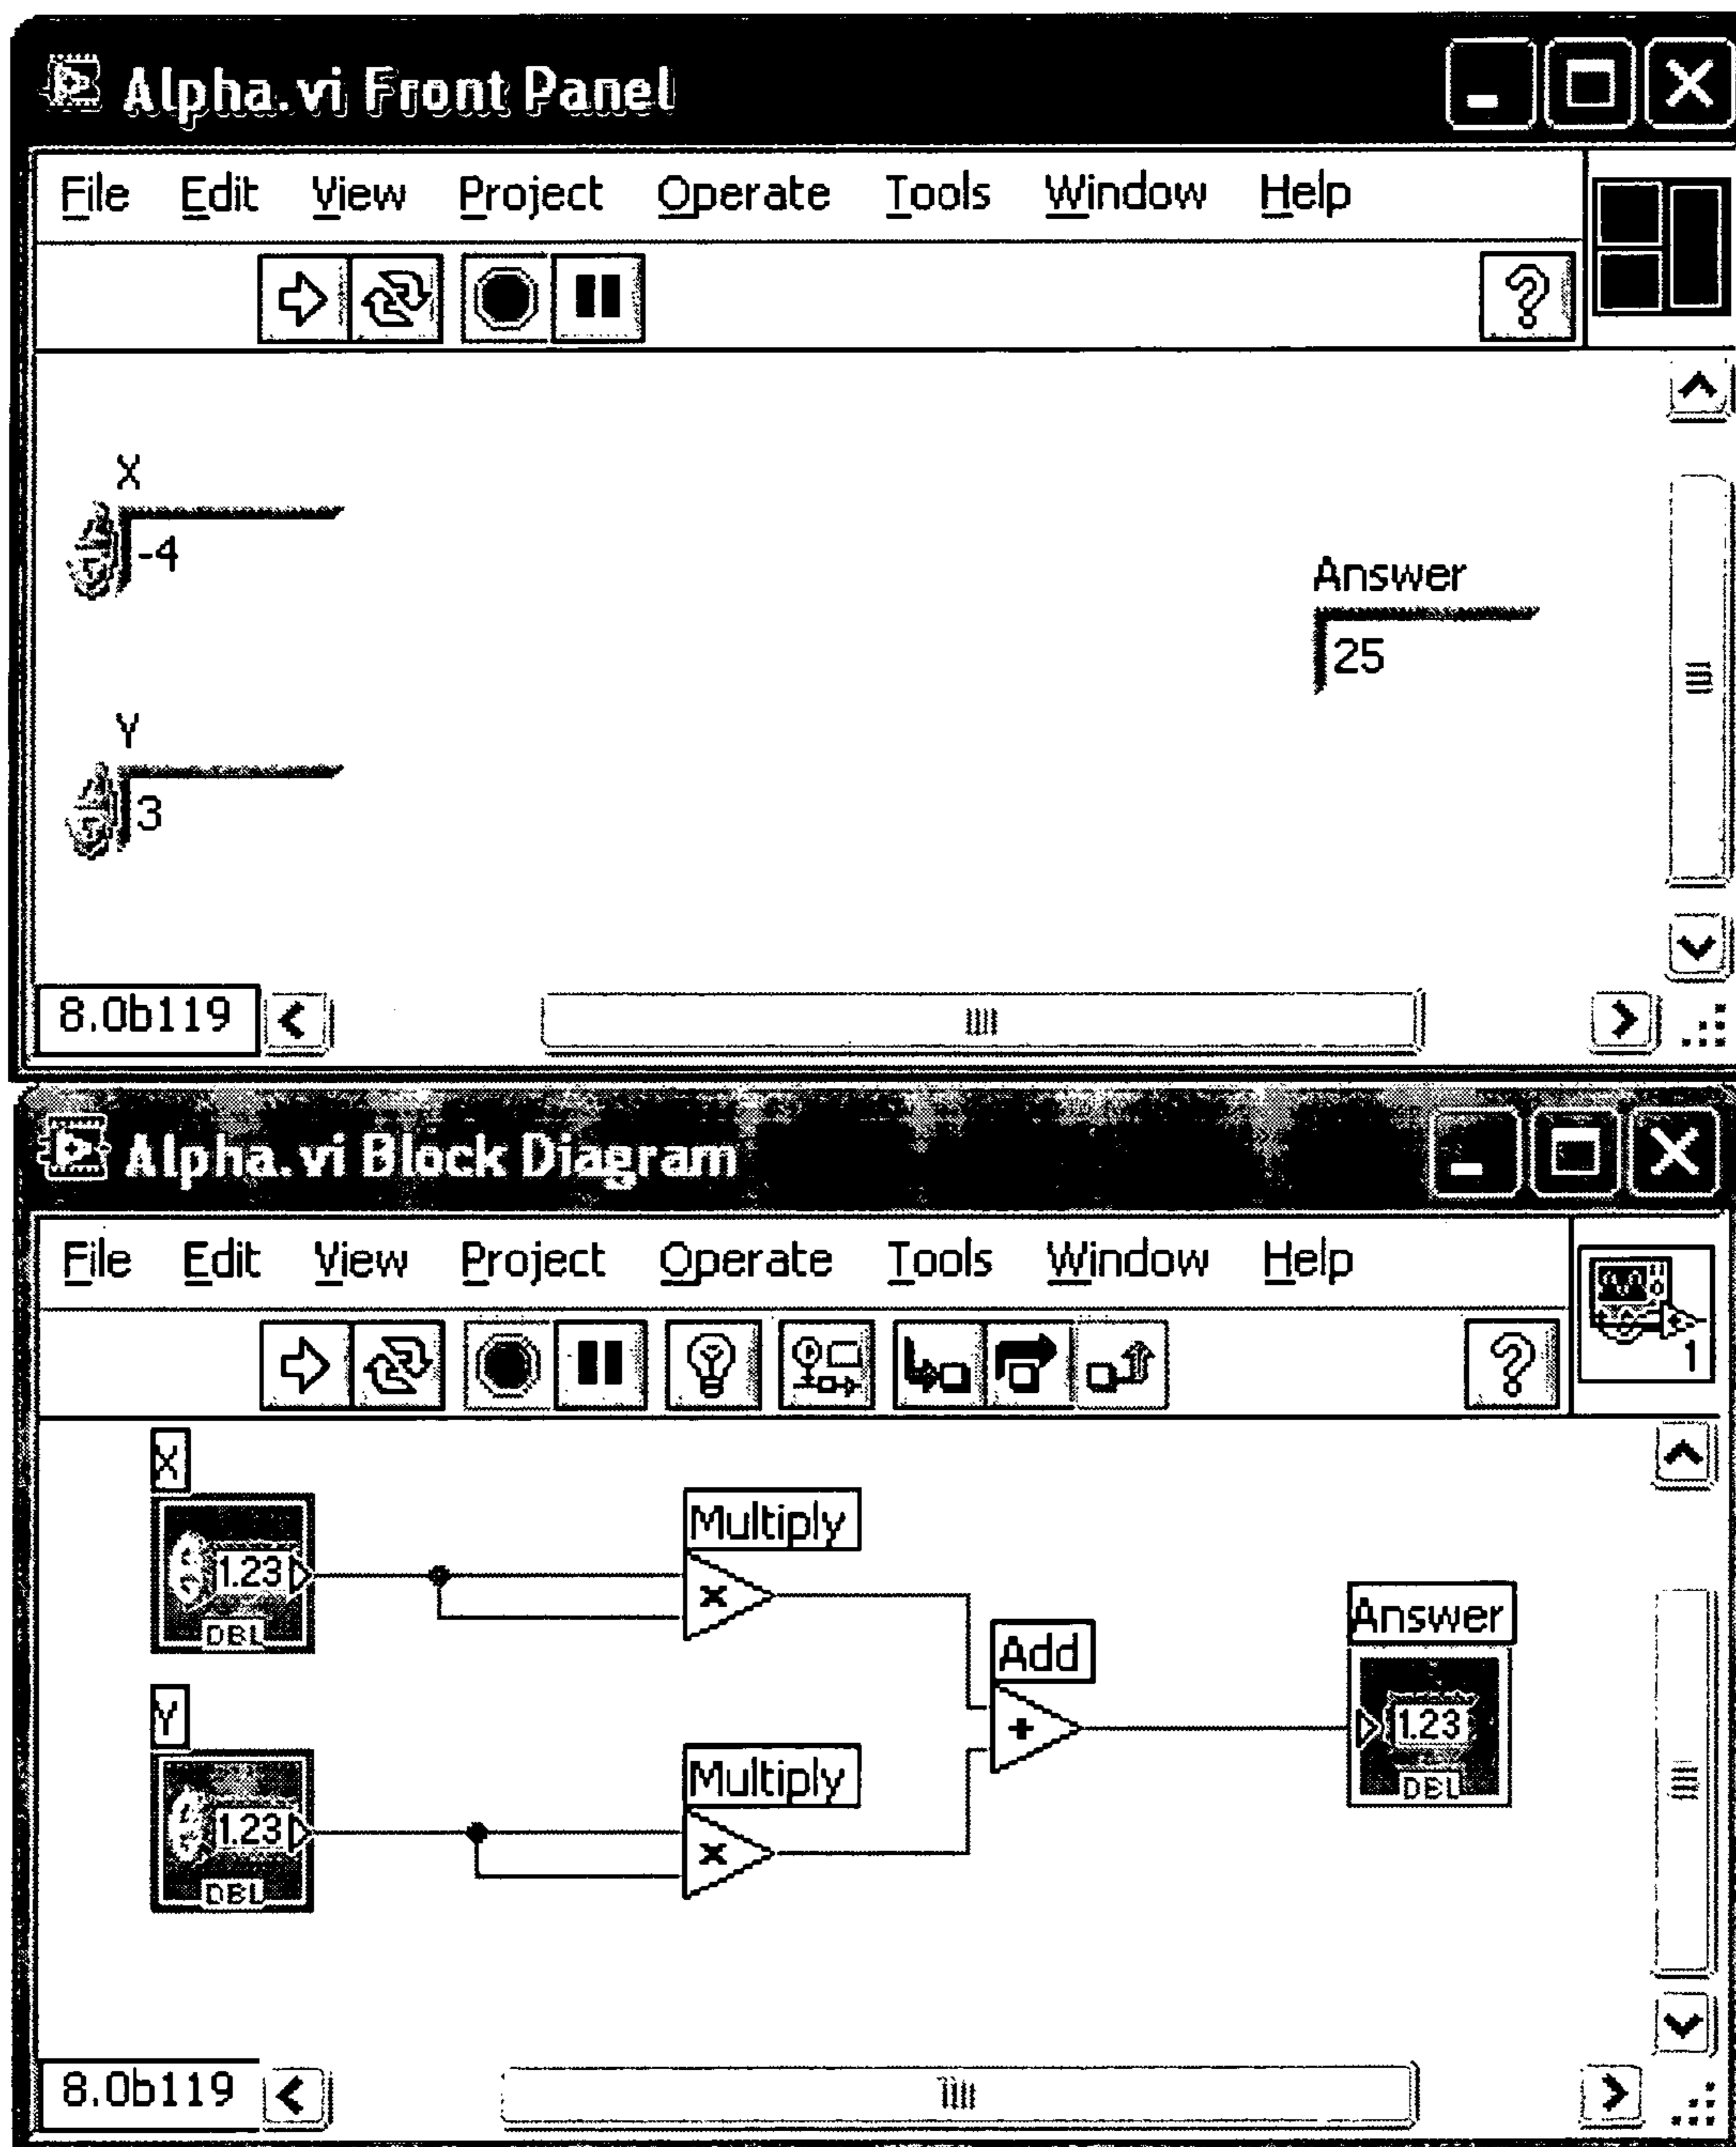 Alpha.vi Front Panel
File Edit View Project Operate Tools Window Help
X
-4
Answer
25
Y
3
8.0b119
Alpha.vi Block Diagram
File Edit View Project Operate Tools Window Help
1
X
1.23
DBL
Multiply
x
Add
+
Answer
1.23
DBL
Y
1.23
DBL
Multiply
x
8.0b119